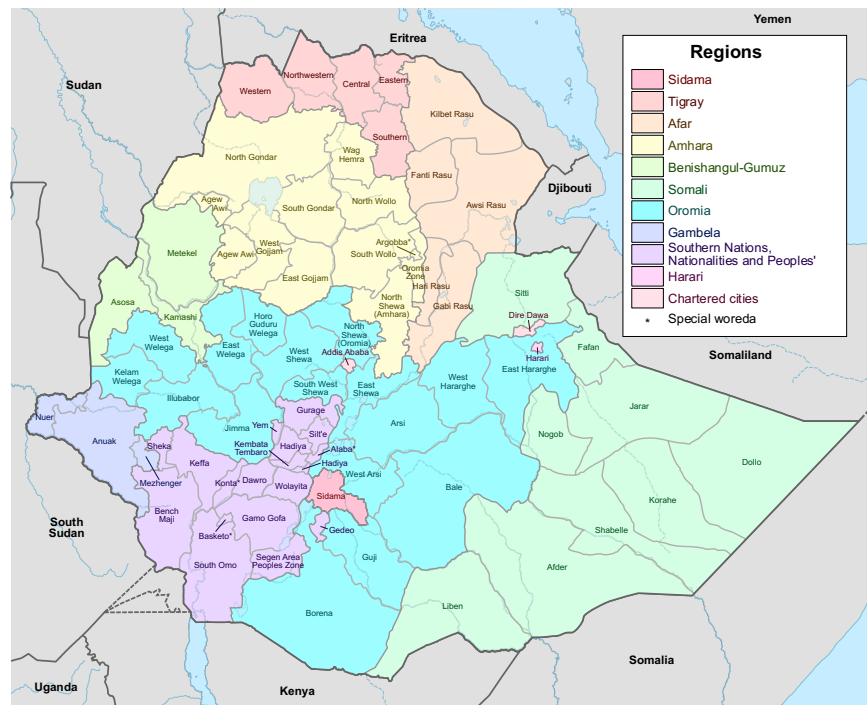 Yemen
Eritrea
Sudan
Regions
Sidama
Tigray
Afar
Amhara
Benishangul-Gumuz
Somali
Oromia
Gambela
Southern Nations,
Nationalities and Peoples'
Harari
Chartered cities
* Special woreda
Northwestern
Eastern
Western
Central
Southern
Kilbet Rasu
North Gondar
Wag
Hemra
Fanti Rasu
Djibouti
Agew
Awi
South Gondar
North Wollo
Awsi Rasu
Metekel
West
Gojjam
Argobba*
Agew Awi
South Wollo
East Gojjam
Oromia
Zone
Hari Rasu
Asosa
Kamashi
North
Shewa
(Amhara)
Gabi Rasu
Sitti
Horo
Guduru
Welega
Dire Dawa
West
Welega
East
Welega
North
Shewa
(Oromia)
West
Shewa
Addis Ababa
Harari
Fafan
Somaliland
Kelam
Welega
South West
Shewa
East
Shewa
West
Hararghe
East Hararghe
Illubabor
Gurage
Jarar
Nuer
Anuak
Jimma
Yem
Silt'e
Arsi
Nogob
Sheka
Kembata
Tembaro
Hadiya
Alaba*
Keffa
Hadiya
Dollo
Mezhenger
Konta*
Dawro
Wolayita
West Arsi
Bale
Sidama
Korahe
Bench
Maji
Gamo Gofa
South
Sudan
Basketo*
Gedeo
Shabelle
South Omo
Segen Area
Peoples Zone
Guji
Afder
Borena
Liben
Somalia
Uganda
Kenya